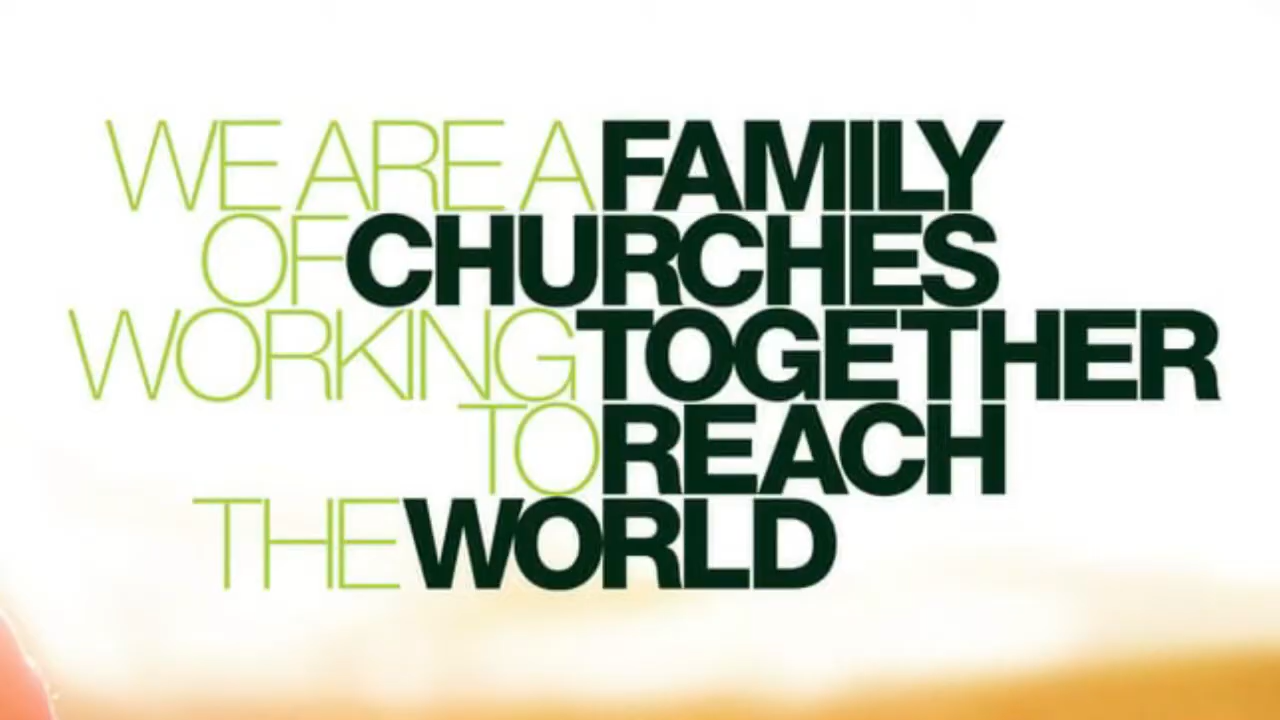 WE ARE A FAMILY
OF CHURCHES
WORKING TOGETHER
TO REACH
THE WORLD